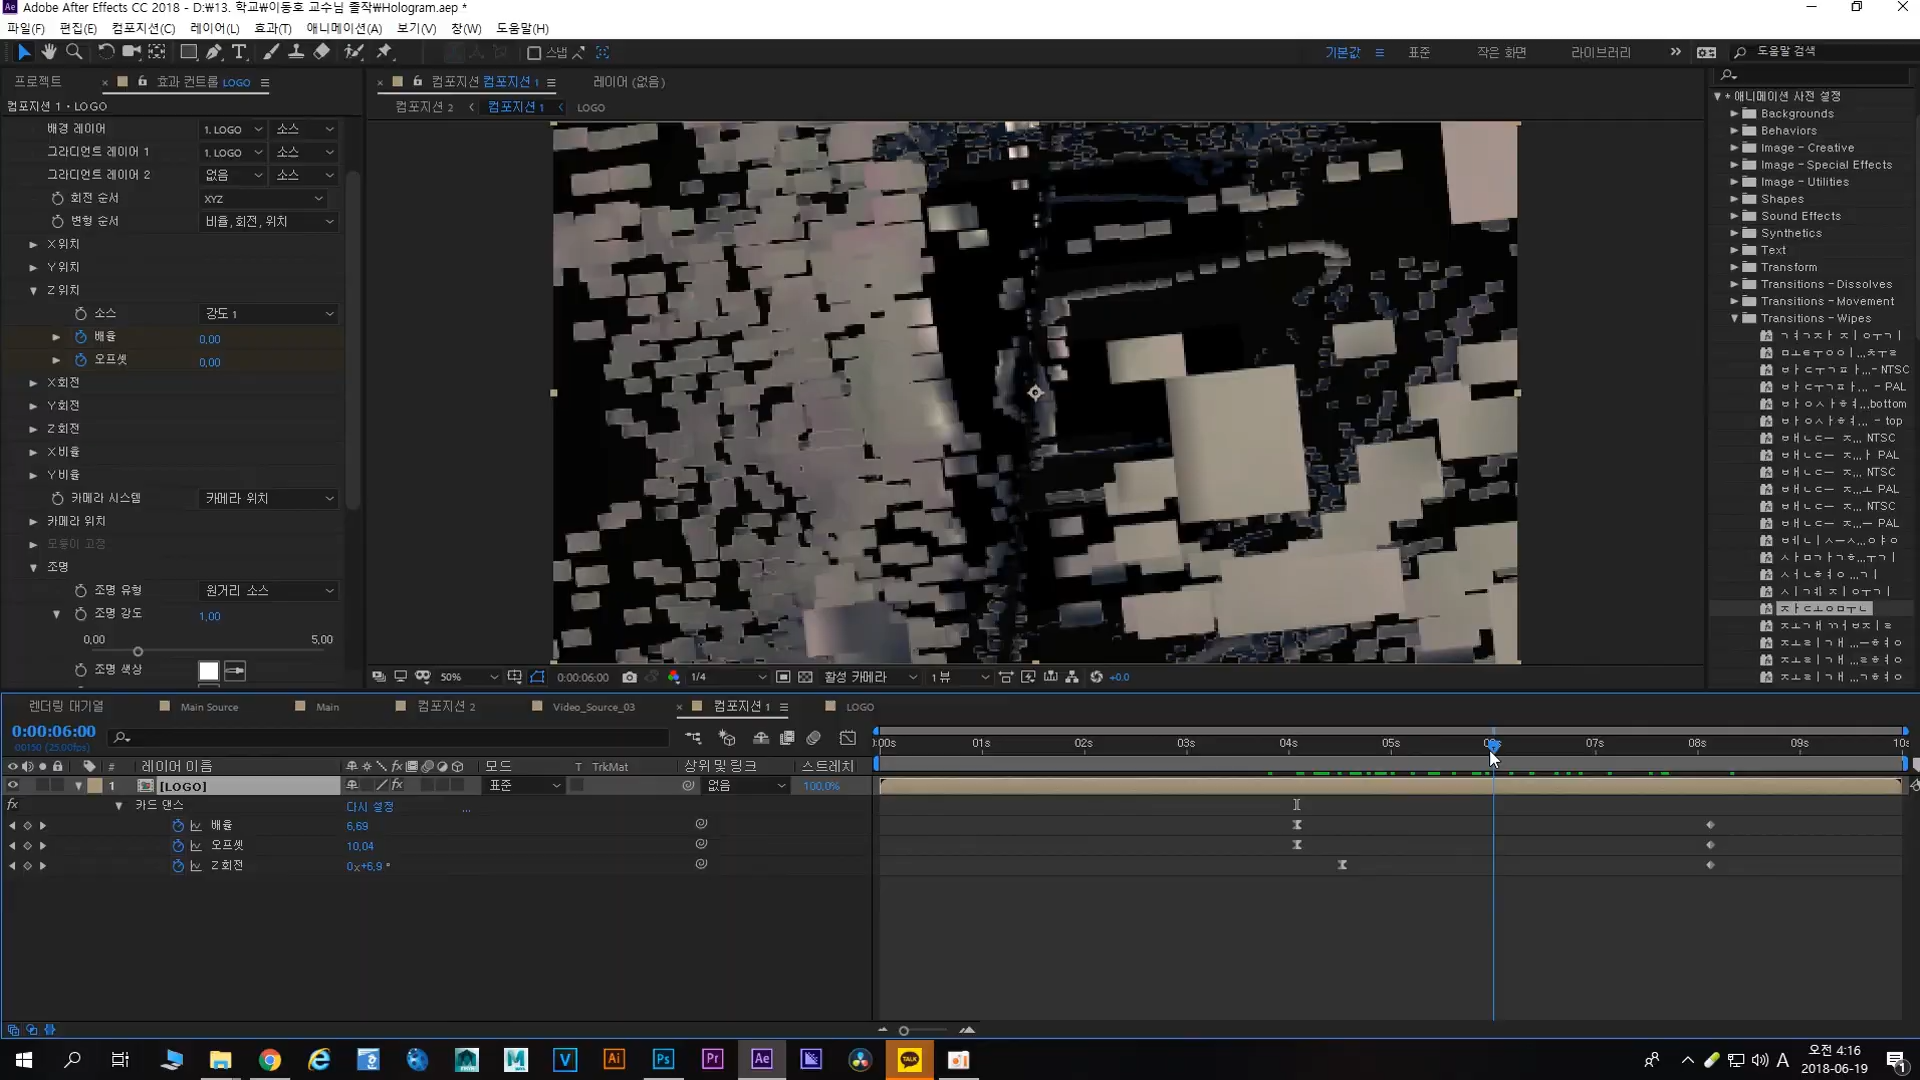 Adobe After Effects CC 2018 - D:₩13. 학교₩이동호 교수님 졸작₩Hologram.aep *
파일(F) 편집(E) 컴포지션(C) 레이어(L) 효과(T) 애니메이션(A) 보기(V) 창(W) 도움말(H)
스냅 기본값 표준 작은 화면 라이브러리 도움말 검색
프로젝트 효과 컨트롤 LOGO
컴포지션 컴포지션 1 레이어 (없음)
컴포지션 1 • LOGO
컴포지션 2 컴포지션 1 LOGO
배경 레이어 1. LOGO 소스
그라디언트 레이어 1 1. LOGO 소스
그라디언트 레이어 2 없음 소스
회전 순서 XYZ
변형 순서 비율, 회전, 위치
X 위치
Y 위치
Z 위치
소스 강도 1
배율 0,00
오프셋 0,00
X 회전
Y 회전
Z 회전
X 비율
Y 비율
카메라 시스템 카메라 위치
카메라 위치
모퉁이 고정
조명
조명 유형 원거리 소스
조명 강도 1,00
0,00 5,00
조명 색상
50% 0:00:06:00 1/4 활성 카메라 1 뷰 +0.0
* 애니메이션 사전 설정
Backgrounds
Behaviors
Image - Creative
Image - Special Effects
Image - Utilities
Shapes
Sound Effects
Synthetics
Text
Transform
Transitions - Dissolves
Transitions - Movement
Transitions - Wipes
렌더링 대기열 Main Source Main 컴포지션 2 Video_Source_03 컴포지션 1 LOGO
0:00:06:00
00150 (25.00fps)
:00s 01s 02s 03s 04s 05s 07s 08s 09s
# 레이어 이름 모드 T TrkMat 상위 및 링크 스트레치
1 [LOGO] 표준 없음 100.0%
fx 카드 댄스 다시 설정 ...
배율 6,69
오프셋 10,04
Z 회전 0x+6,9 °
오전 4:16
2018-06-19